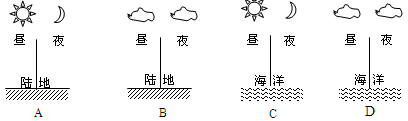 昼 夜 昼 夜 昼 夜 昼 夜
陆 地 陆 地 海 洋 海 洋
A B C D